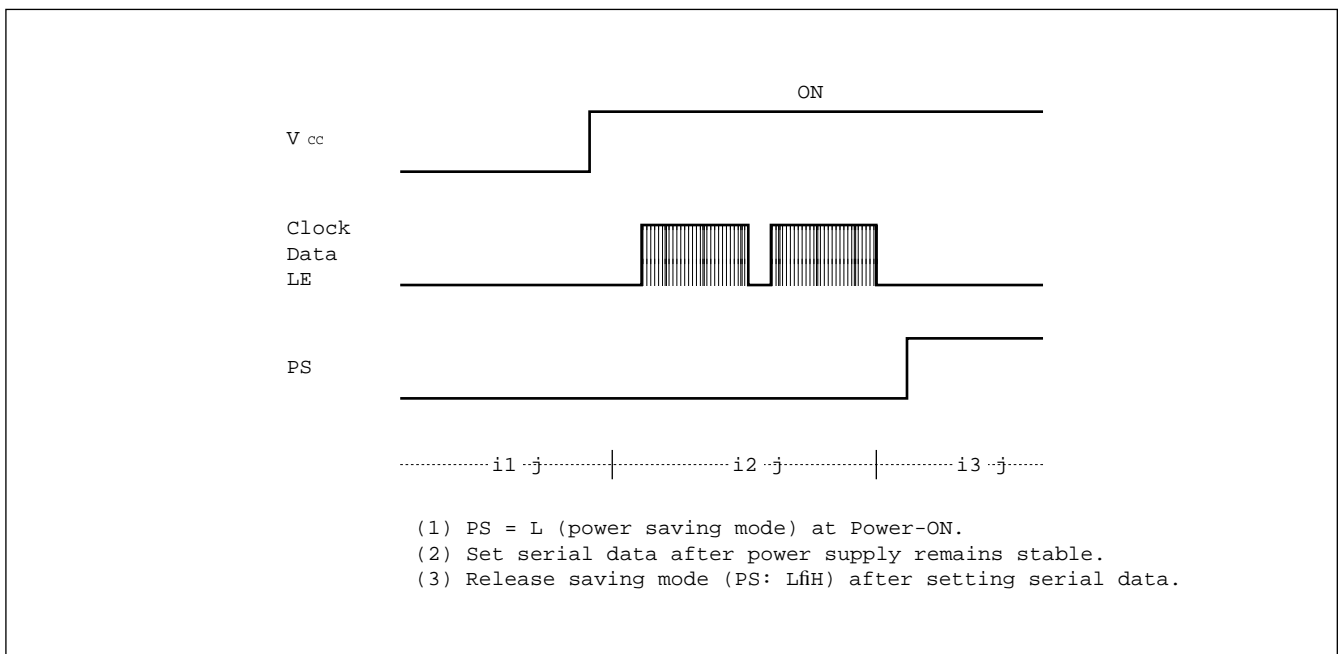 ON
V cc
Clock
Data
LE
PS
i1 j i2 j i3 j
(1) PS = L (power saving mode) at Power-ON.
(2) Set serial data after power supply remains stable.
(3) Release saving mode (PS: LfiH) after setting serial data.